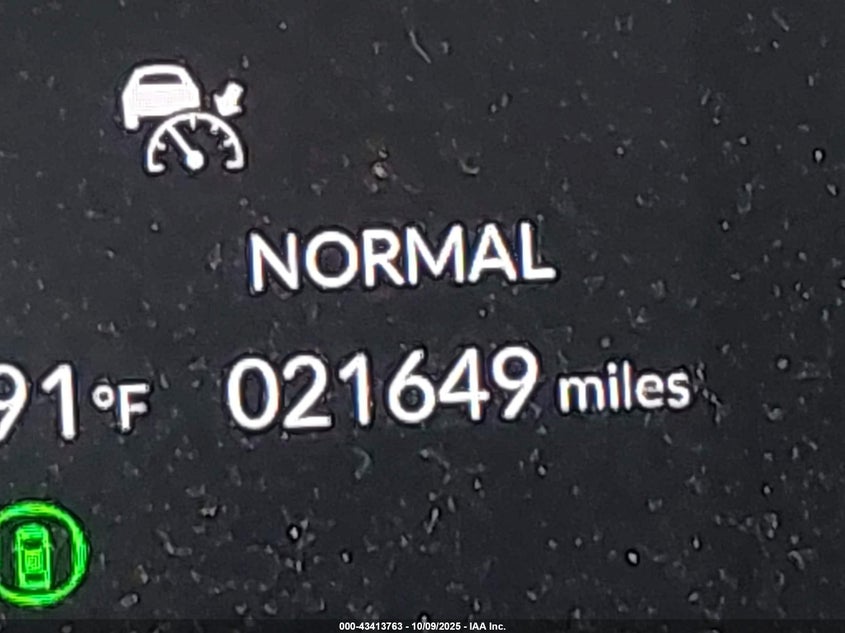 NORMAL
91°F 021649 miles
000-43413763 - 10/09/2025 - IAA Inc.